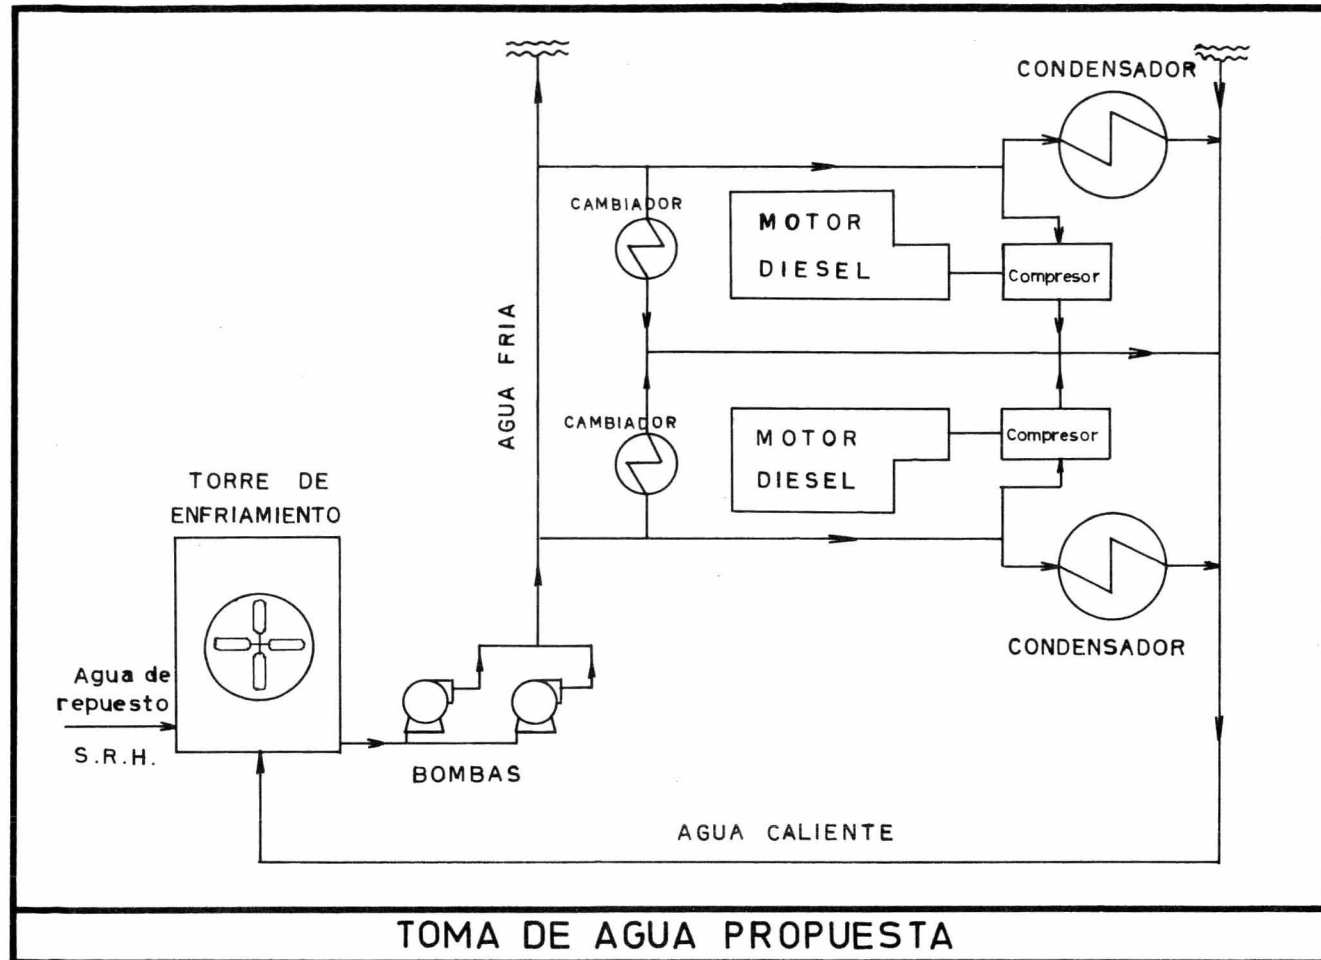 CONDENSADOR
CAMBIADOR
MOTOR
DIESEL
Compresor
AGUA FRIA
CAMBIADOR
MOTOR
DIESEL
Compresor
TORRE DE
ENFRIAMIENTO
CONDENSADOR
Agua de
repuesto
S.R.H.
BOMBAS
AGUA CALIENTE
TOMA DE AGUA PROPUESTA